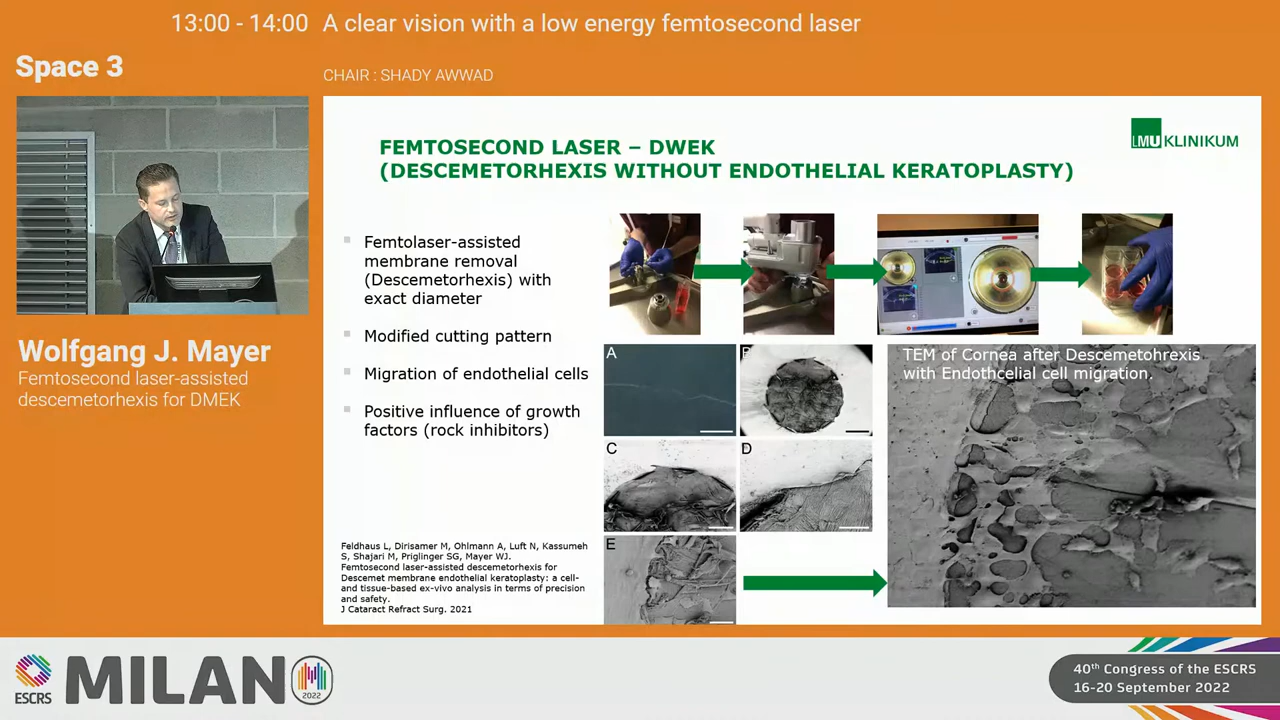 13:00 - 14:00 A clear vision with a low energy femtosecond laser
Space 3
CHAIR : SHADY AWWAD
Wolfgang J. Mayer
Femtosecond laser-assisted
descemetorhexis for DMEK
FEMTOSECOND LASER – DWEK
(DESCEMETORHEXIS WITHOUT ENDOTHELIAL KERATOPLASTY)
LMU KLINIKUM
Femtolaser-assisted
membrane removal
(Descemetorhexis) with
exact diameter
Modified cutting pattern
Migration of endothelial cells
Positive influence of growth
factors (rock inhibitors)
A
B
C
D
E
TEM of Cornea after Descemetohrexis
with Endothcelial cell migration.
Feldhaus L, Dirisamer M, Ohlmann A, Luft N, Kassumeh
S, Shajari M, Priglinger SG, Mayer WJ.
Femtosecond laser-assisted descemetorhexis for
Descemet membrane endothelial keratoplasty: a cell-
and tissue-based ex-vivo analysis in terms of precision
and safety.
J Cataract Refract Surg. 2021
ESCRS
MILANO
2022
40th Congress of the ESCRS
16-20 September 2022